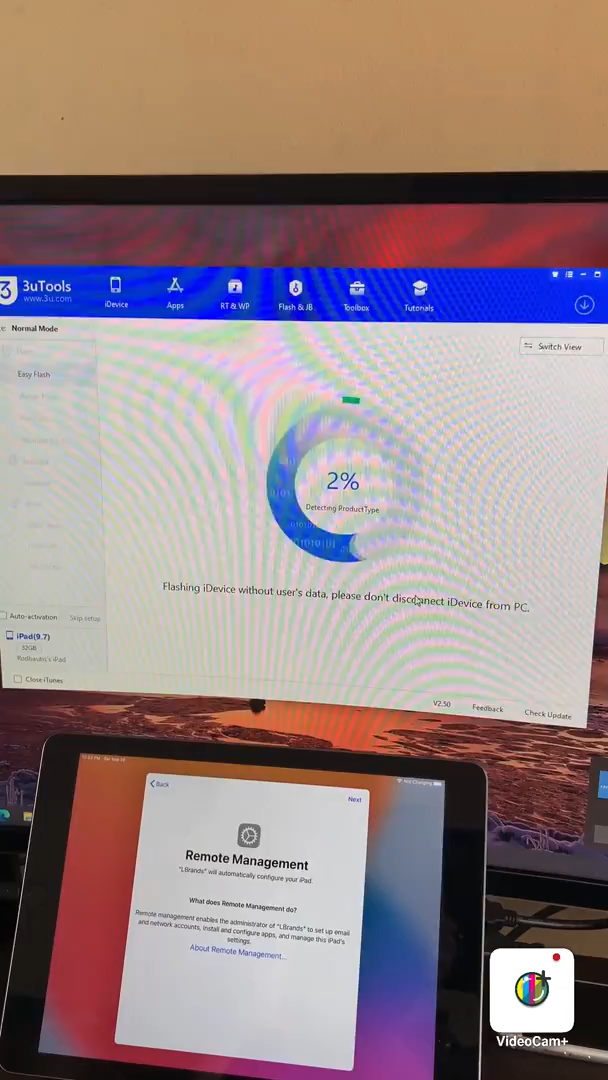 3 3uTools
www.3u.com
iDevice
Apps
RT & WP
Flash & JB
Toolbox
Tutorials
Normal Mode
Switch View
Easy Flash
2%
Detecting ProductType
Flashing iDevice without user's data, please don't disconnect iDevice from PC.
Auto-activation Skip setup
iPad(9.7)
32GB
Close iTunes
V2.50 Feedback Check Update
Not Charging
Back
Next
Remote Management
"LBrands" will automatically configure your iPad.
What does Remote Management do?
Remote management enables the administrator of "LBrands" to set up email
and network accounts, install and configure apps, and manage this iPad's
settings.
About Remote Management...
VideoCam+